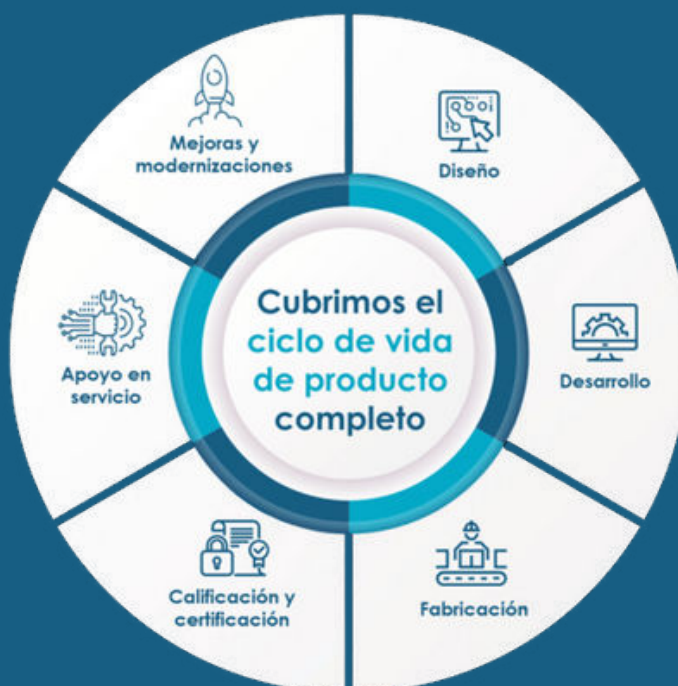 Cubrimos el
ciclo de vida
de producto
completo
Diseño
Desarrollo
Fabricación
Calificación y
certificación
Apoyo en
servicio
Mejoras y
modernizaciones